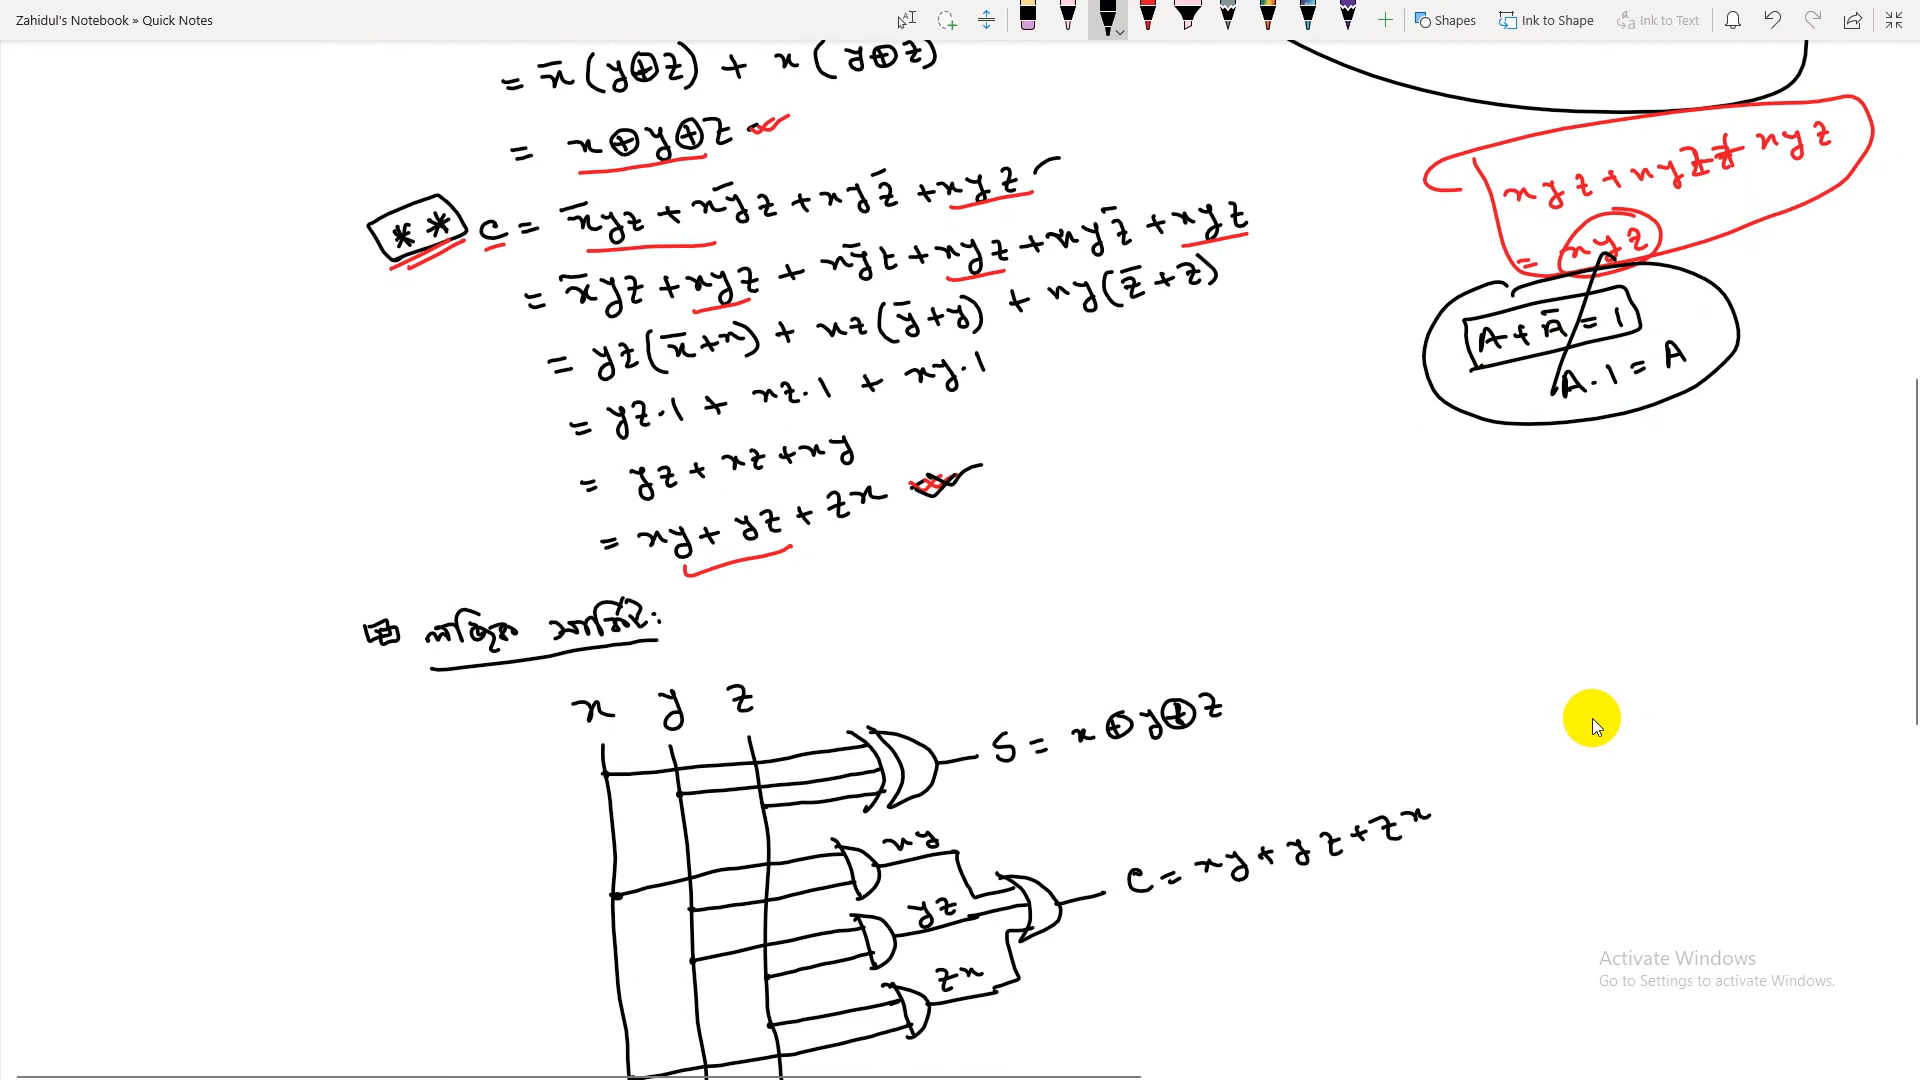 Zahidul's Notebook » Quick Notes
Shapes
Ink to Shape
Ink to Text
= x̄(y⊕z) + x(y⊕z)
= x⊕y⊕z
** C = x̄yz + xȳz + xyz̄ + xyz
= x̄yz + xyz + xȳz + xyz + xyz̄ + xyz
= yz(x̄+x) + xz(ȳ+y) + xy(z̄+z)
= yz·1 + xz·1 + xy·1
= yz + xz + xy
= xy + yz + zx
xyz + xyz + xyz
= xyz
A + Ā = 1
A·1 = A
লজিক সার্কিট:
x y z
S = x⊕y⊕z
xy
C = xy + yz + zx
yz
zx
Activate Windows
Go to Settings to activate Windows.